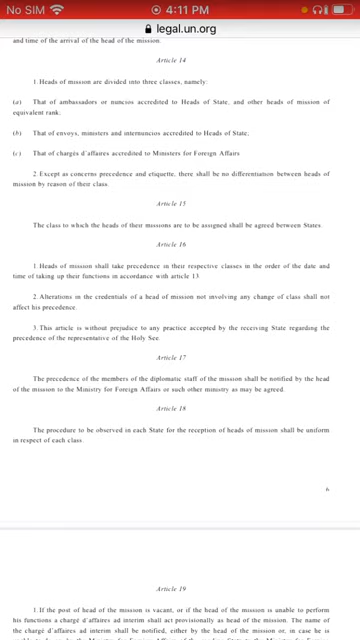 No SIM 4:11 PM
legal.un.org
and time of the arrival of the head of the mission.
Article 14
1. Heads of mission are divided into three classes, namely:
(a) That of ambassadors or nuncios accredited to Heads of State, and other heads of mission of
equivalent rank;
(b) That of envoys, ministers and internuncios accredited to Heads of State;
(c) That of chargés d'affaires accredited to Ministers for Foreign Affairs
2. Except as concerns precedence and etiquette, there shall be no differentiation between heads of
mission by reason of their class.
Article 15
The class to which the heads of their missions are to be assigned shall be agreed between States.
Article 16
1. Heads of mission shall take precedence in their respective classes in the order of the date and
time of taking up their functions in accordance with article 13.
2. Alterations in the credentials of a head of mission not involving any change of class shall not
affect his precedence.
3. This article is without prejudice to any practice accepted by the receiving State regarding the
precedence of the representative of the Holy See.
Article 17
The precedence of the members of the diplomatic staff of the mission shall be notified by the head
of the mission to the Ministry for Foreign Affairs or such other ministry as may be agreed.
Article 18
The procedure to be observed in each State for the reception of heads of mission shall be uniform
in respect of each class.
6
Article 19
1. If the post of head of the mission is vacant, or if the head of the mission is unable to perform
his functions a chargé d'affaires ad interim shall act provisionally as head of the mission. The name of
the chargé d'affaires ad interim shall be notified, either by the head of the mission or, in case he is